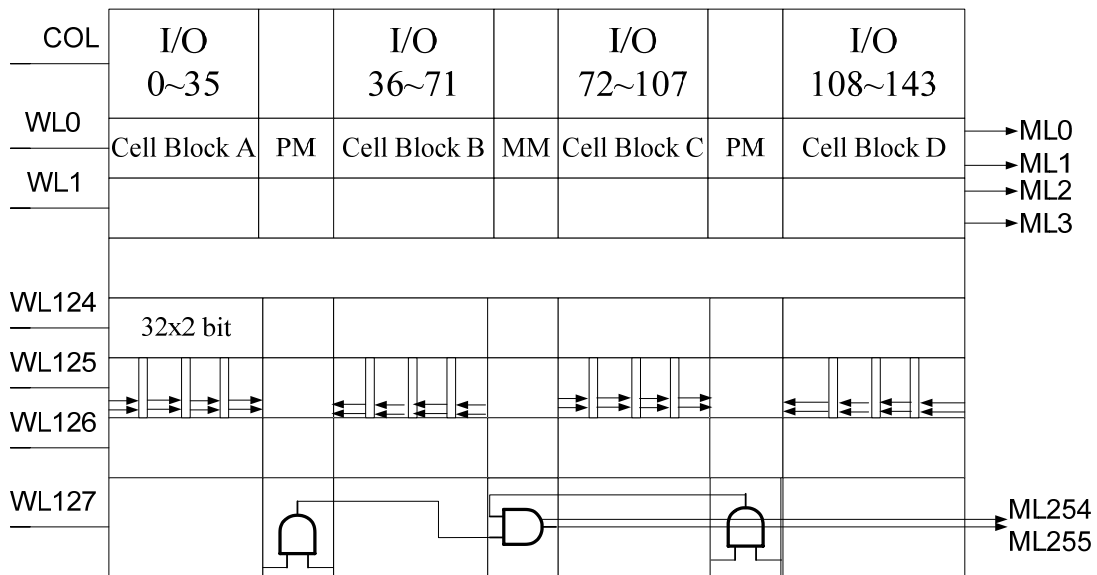 COL
I/O
0~35
I/O
36~71
I/O
72~107
I/O
108~143
WL0
Cell Block A
PM
Cell Block B
MM
Cell Block C
PM
Cell Block D
ML0
ML1
WL1
ML2
ML3
WL124
32x2 bit
WL125
WL126
WL127
ML254
ML255